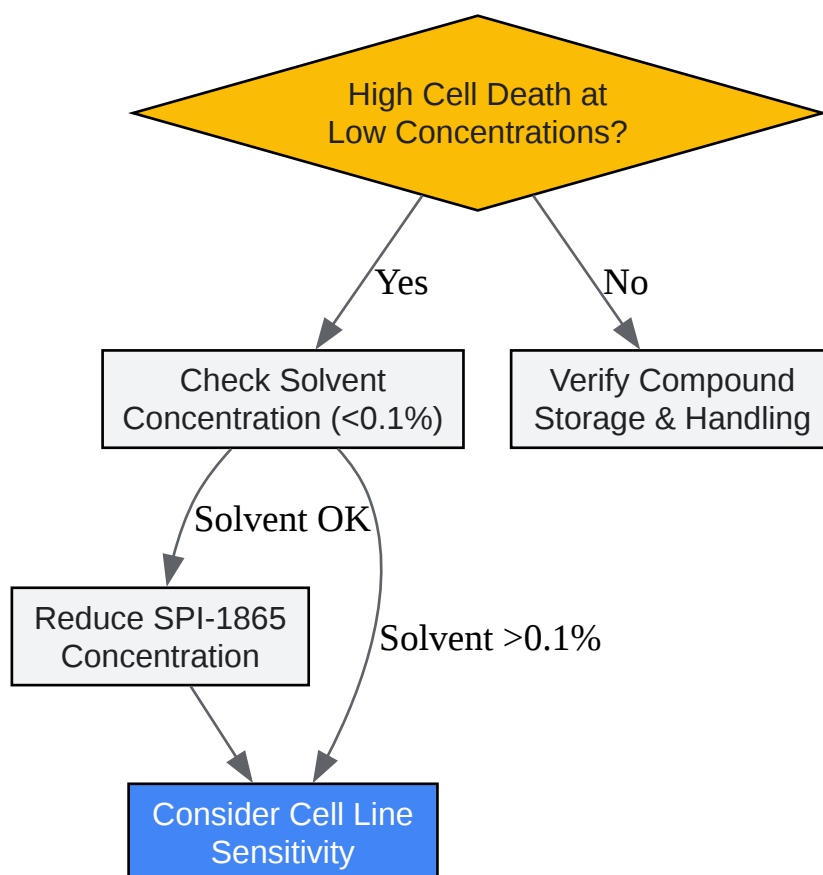 High Cell Death at
Low Concentrations?
Yes
No
Check Solvent
Concentration (<0.1%)
Verify Compound
Storage & Handling
Solvent OK
Reduce SPI-1865
Concentration
Solvent >0.1%
Consider Cell Line
Sensitivity